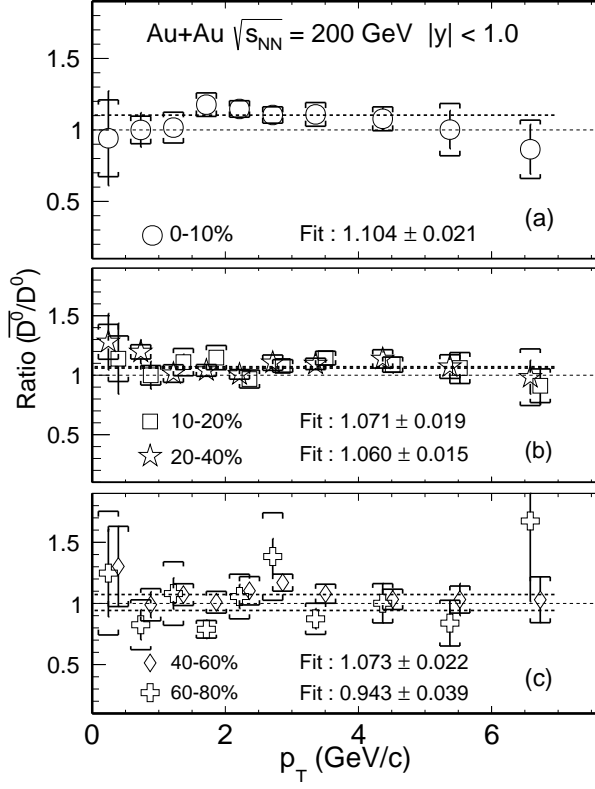 Au+Au √s_NN = 200 GeV |y| < 1.0
1.5
1
0.5
0-10%
Fit : 1.104 ± 0.021
(a)
Ratio (D̅⁰/D⁰)
1.5
1
0.5
10-20%
Fit : 1.071 ± 0.019
20-40%
Fit : 1.060 ± 0.015
(b)
1.5
1
0.5
40-60%
Fit : 1.073 ± 0.022
60-80%
Fit : 0.943 ± 0.039
(c)
0 2 4 6
p_T (GeV/c)